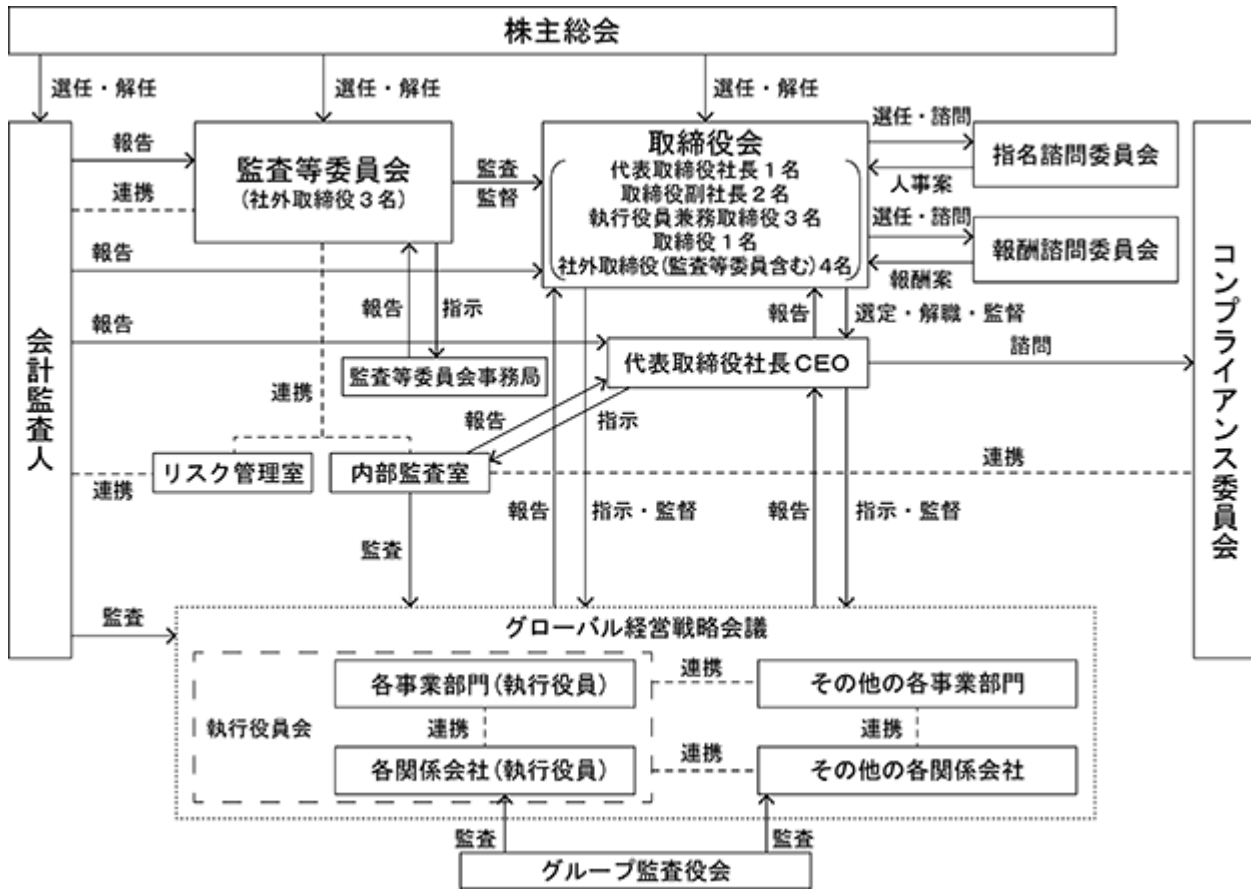 株主総会
選任・解任
選任・解任
選任・解任
会計監査人
報告
連携
監査等委員会
(社外取締役３名)
監査
監督
取締役会
代表取締役社長１名
取締役副社長２名
執行役員兼務取締役３名
取締役１名
社外取締役(監査等委員含む)４名
選任・諮問
指名諮問委員会
人事案
選任・諮問
報酬諮問委員会
報酬案
コンプライアンス委員会
報告
報告
指示
報告
選定・解職・監督
報告
監査等委員会事務局
代表取締役社長ＣＥＯ
諮問
連携
報告
指示
リスク管理室
内部監査室
連携
連携
報告
指示・監督
報告
指示・監督
監査
監査
グローバル経営戦略会議
執行役員会
各事業部門(執行役員)
連携
その他の各事業部門
連携
連携
各関係会社(執行役員)
連携
その他の各関係会社
監査
監査
グループ監査役会